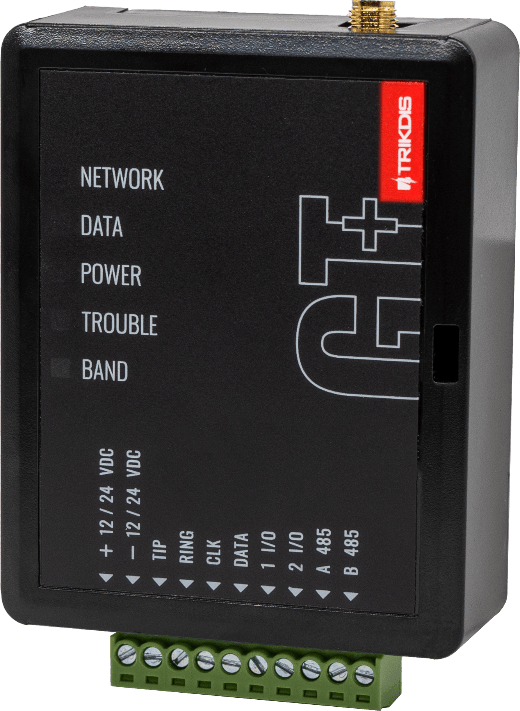 TRIKDIS
GT+
NETWORK
DATA
POWER
TROUBLE
BAND
+ 12 / 24 VDC
– 12 / 24 VDC
TIP
RING
CLK
DATA
1 I/O
2 I/O
A 485
B 485